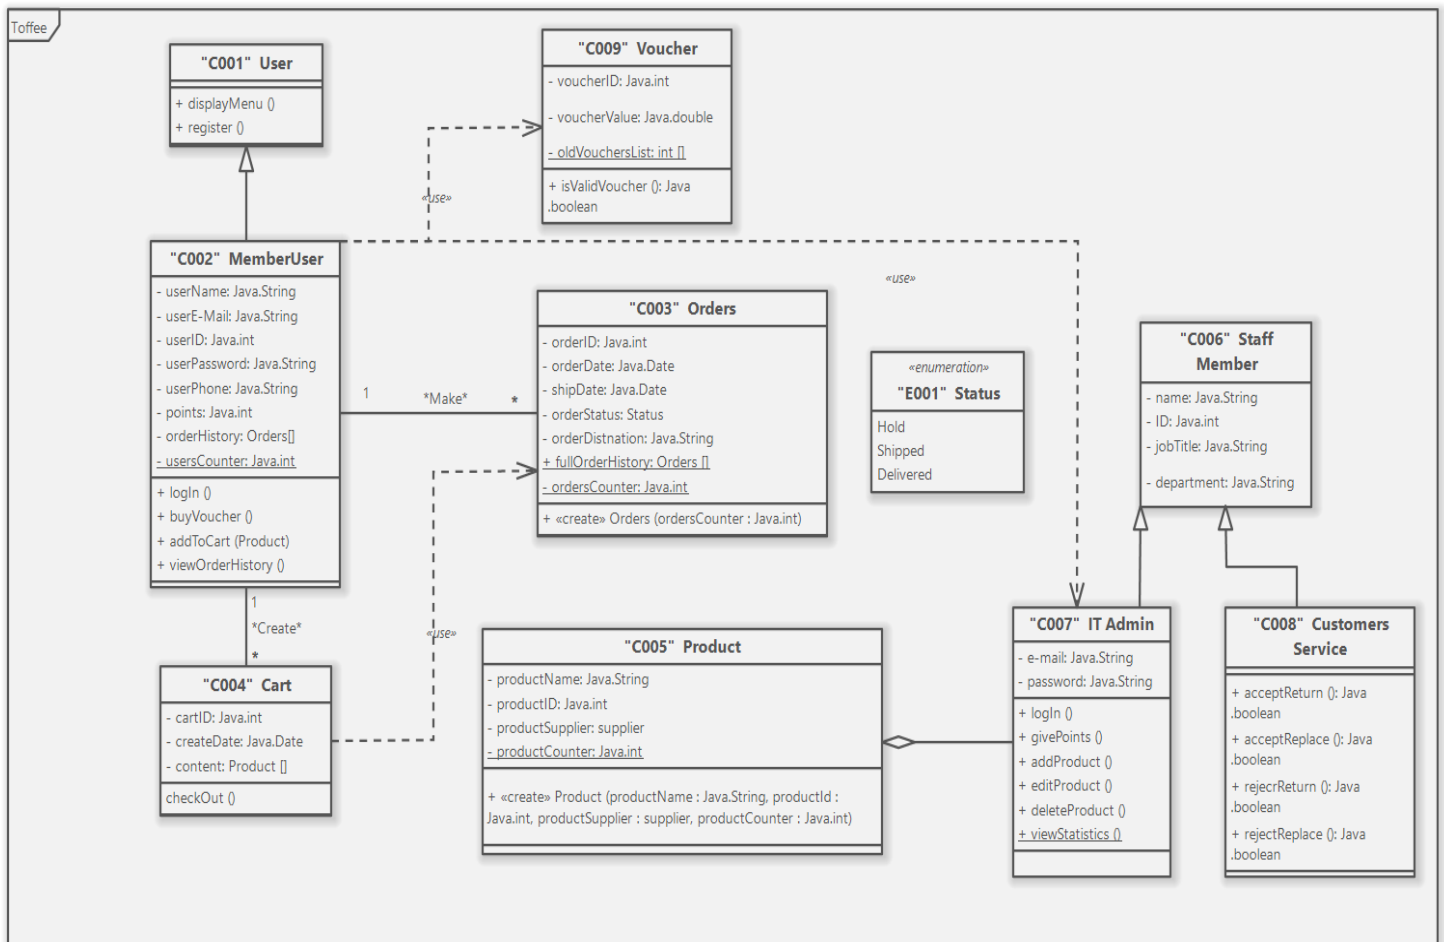 Toffee
"C001" User
+ displayMenu ()
+ register ()
"C009" Voucher
- voucherID: Java.int
- voucherValue: Java.double
- oldVouchersList: int []
+ isValidVoucher (): Java
.boolean
«use»
"C002" MemberUser
- userName: Java.String
- userE-Mail: Java.String
- userID: Java.int
- userPassword: Java.String
- userPhone: Java.String
- points: Java.int
- orderHistory: Orders[]
- usersCounter: Java.int
+ logIn ()
+ buyVoucher ()
+ addToCart (Product)
+ viewOrderHistory ()
1
*Make*
*
«use»
"C003" Orders
- orderID: Java.int
- orderDate: Java.Date
- shipDate: Java.Date
- orderStatus: Status
- orderDistnation: Java.String
+ fullOrderHistory: Orders []
- ordersCounter: Java.int
+ «create» Orders (ordersCounter : Java.int)
«enumeration»
"E001" Status
Hold
Shipped
Delivered
"C006" Staff
Member
- name: Java.String
- ID: Java.int
- jobTitle: Java.String
- department: Java.String
1
*Create*
*
«use»
"C004" Cart
- cartID: Java.int
- createDate: Java.Date
- content: Product []
checkOut ()
"C005" Product
- productName: Java.String
- productID: Java.int
- productSupplier: supplier
- productCounter: Java.int
+ «create» Product (productName : Java.String, productId :
Java.int, productSupplier : supplier, productCounter : Java.int)
"C007" IT Admin
- e-mail: Java.String
- password: Java.String
+ logIn ()
+ givePoints ()
+ addProduct ()
+ editProduct ()
+ deleteProduct ()
+ viewStatistics ()
"C008" Customers
Service
+ acceptReturn (): Java
.boolean
+ acceptReplace (): Java
.boolean
+ rejecrReturn (): Java
.boolean
+ rejectReplace (): Java
.boolean